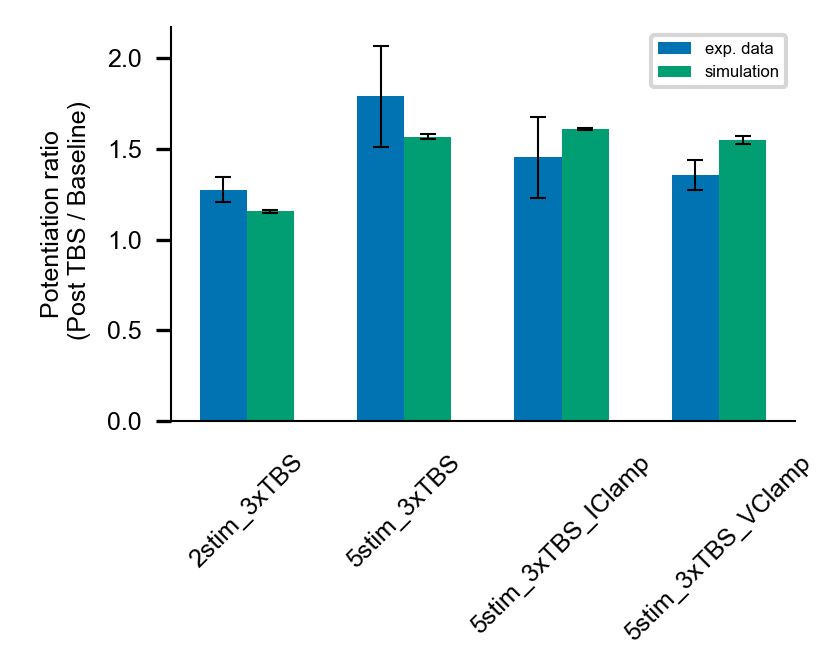 exp. data
simulation
Potentiation ratio
(Post TBS / Baseline)
2.0
1.5
1.0
0.5
0.0
2stim_3xTBS
5stim_3xTBS
5stim_3xTBS_IClamp
5stim_3xTBS_VClamp